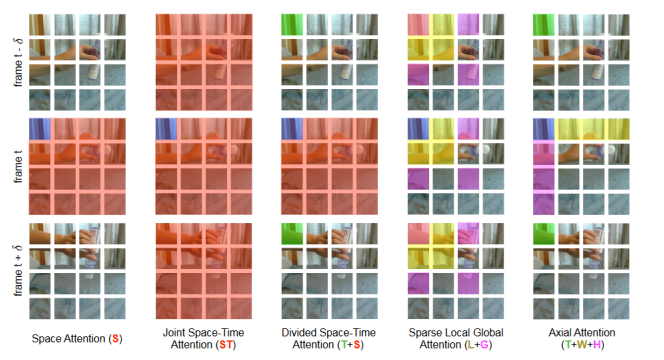 frame t - δ
frame t
frame t + δ
Space Attention (S)
Joint Space-Time
Attention (ST)
Divided Space-Time
Attention (T+S)
Sparse Local Global
Attention (L+G)
Axial Attention
(T+W+H)